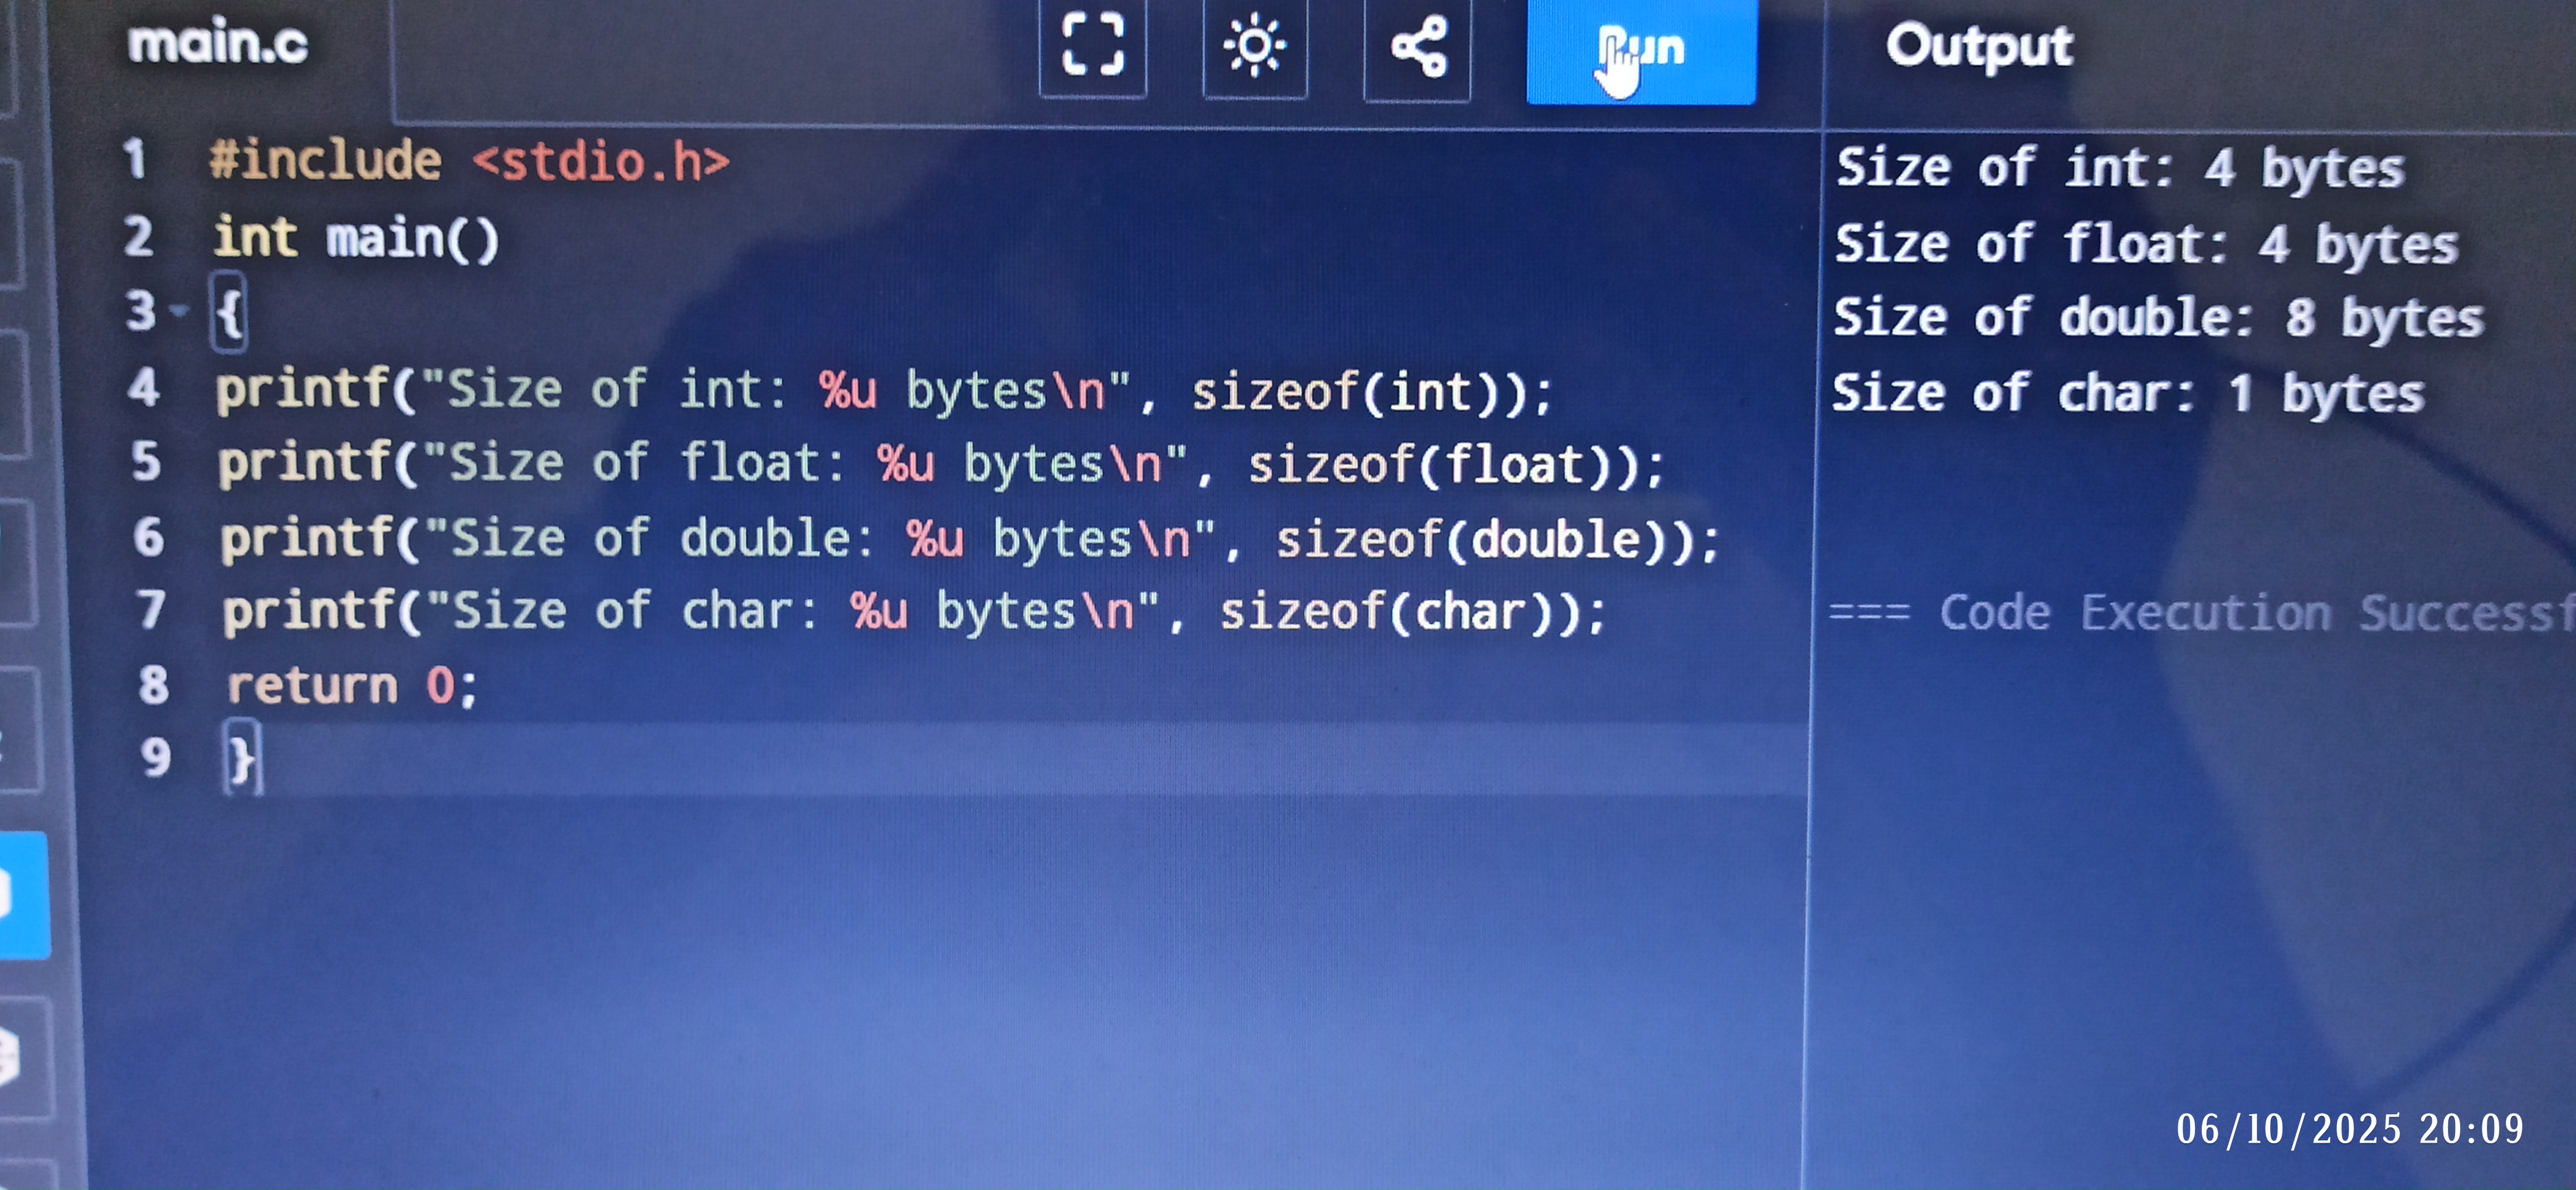 main.c
Run
Output
1 #include <stdio.h>
2 int main()
3 {
4 printf("Size of int: %u bytes\n", sizeof(int));
5 printf("Size of float: %u bytes\n", sizeof(float));
6 printf("Size of double: %u bytes\n", sizeof(double));
7 printf("Size of char: %u bytes\n", sizeof(char));
8 return 0;
9 }
Size of int: 4 bytes
Size of float: 4 bytes
Size of double: 8 bytes
Size of char: 1 bytes
=== Code Execution Successf
06/10/2025 20:09